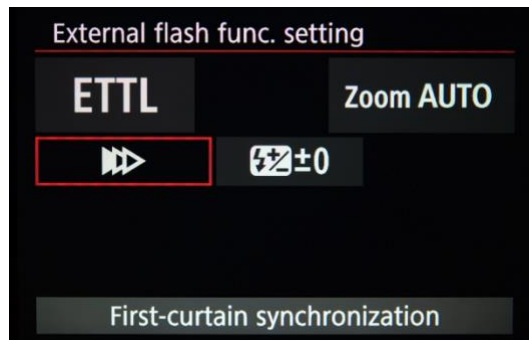 External flash func. setting
ETTL Zoom AUTO
±0
First-curtain synchronization